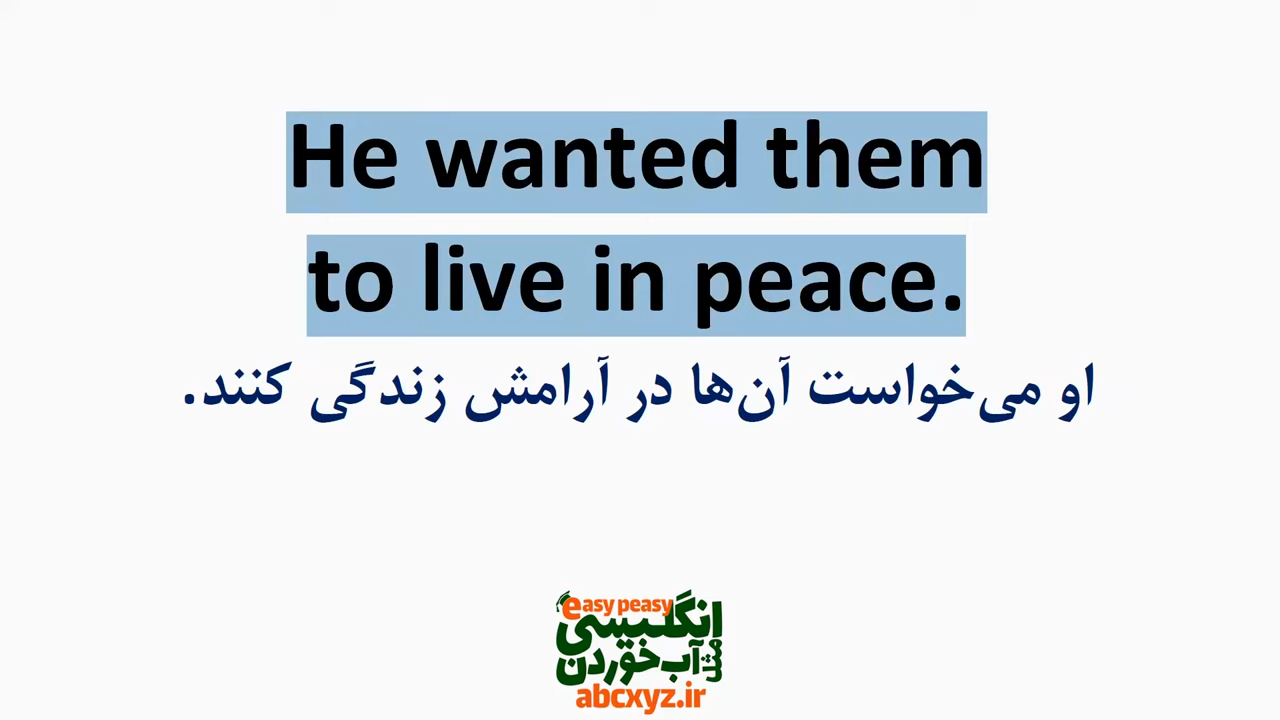 He wanted them
to live in peace.
او می‌خواست آن‌ها در آرامش زندگی کنند.
easy peasy
انگلیسی
مثل آب خوردن
abcxyz.ir